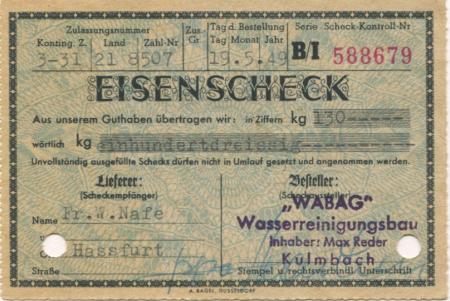 Zulassungsnummer Zus.- Tag d. Bestellung Serie Scheck-Kontroll-Nr
Konting. Z. Land Zahl-Nr Gr. Tag Monat Jahr
3-31 21 8507 19.5.49 B/I 588679
EISENSCHECK
Aus unserem Guthaben übertragen wir: in Ziffern kg 130
wörtlich kg einhundertdreissig
Unvollständig ausgefüllte Schecks dürfen nicht in Umlauf gesetzt und angenommen werden.
Lieferer: Besteller:
(Scheckempfänger) (Scheckaussteller)
„WABAG"
Name Fr.W.Nafe Wasserreinigungsbau
Inhaber: Max Reder
Hassfurt Kulmbach
Straße Stempel u. rechtsverbindl. Unterschrift
A. BAGEL, DUSSELDORF